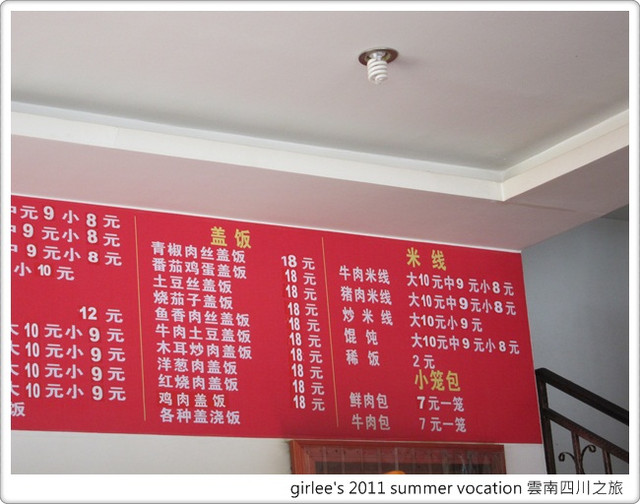 中元9 小8元
中9元小8元
中9元小8元
小10元
12元
大10元小9元
大10元小9元
大10元小9元
大10元小9元
饭
盖饭
青椒肉丝盖饭 18元
番茄鸡蛋盖饭 18元
土豆丝盖饭 18元
烧茄子盖饭 18元
鱼香肉丝盖饭 18元
牛肉土豆盖饭 18元
木耳炒肉盖饭 18元
洋葱肉盖饭 18元
红烧肉盖饭 18元
鸡肉盖饭 18元
各种盖浇饭
米线
牛肉米线 大10元中9元小8元
猪肉米线 大10元中9元小8元
炒米线 大10元小9元
馄饨 大10元中9元小8元
稀饭 2元
小笼包
鲜肉包 7元一笼
牛肉包 7元一笼
girlee's 2011 summer vocation 雲南四川之旅